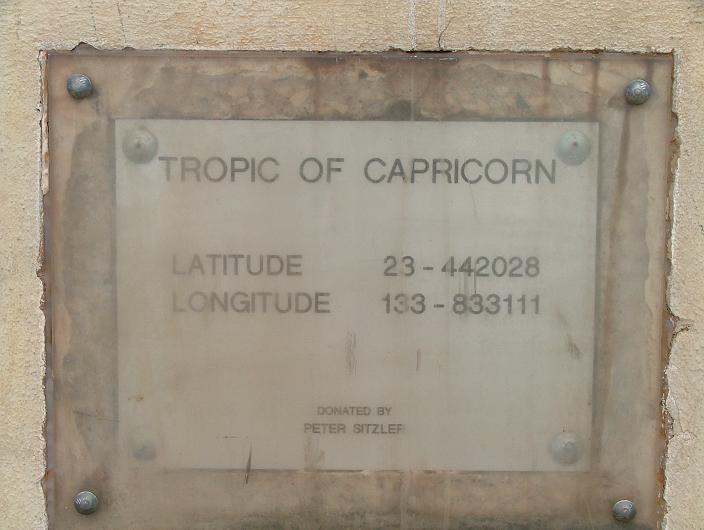 TROPIC OF CAPRICORN
LATITUDE 23-442028
LONGITUDE 133-833111
DONATED BY
PETER SITZLER